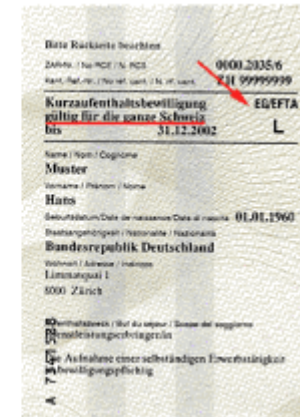 Bitte Rückseite beachten
ZAR-Nr. / No RCE / N. RCS 0000.2035/6
Kant. Ref.-Nr. / No réf. cant. / N. rif. cant. ZH 99999999
Kurzaufenthaltsbewilligung EG/EFTA
gültig für die ganze Schweiz L
bis 31.12.2002
Name / Nom / Cognome
Muster
Vorname / Prénom / Nome
Hans
Geburtsdatum/Date de naissance/Data di nascita 01.01.1960
Staatsangehörigkeit / Nationalité / Nazionalità
Bundesrepublik Deutschland
Wohnort / Adresse / Indirizzo
Limmatquai 1
8000 Zürich
Aufenthaltszweck / But du séjour / Scopo del soggiorno
Dienstleistungserbringer/in
Die Aufnahme einer selbständigen Erwerbstätigkeit
ist bewilligungspflichtig